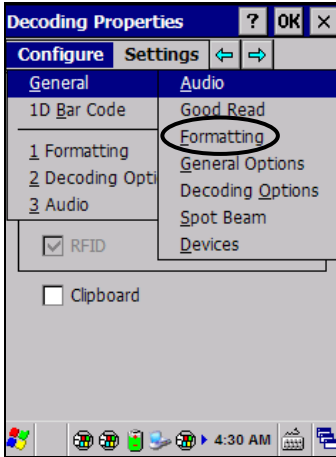 Decoding Properties ? OK ×
Configure Settings
General
1D Bar Code
1 Formatting
2 Decoding Opti
3 Audio
Audio
Good Read
Formatting
General Options
Decoding Options
Spot Beam
Devices
RFID
Clipboard
4:30 AM